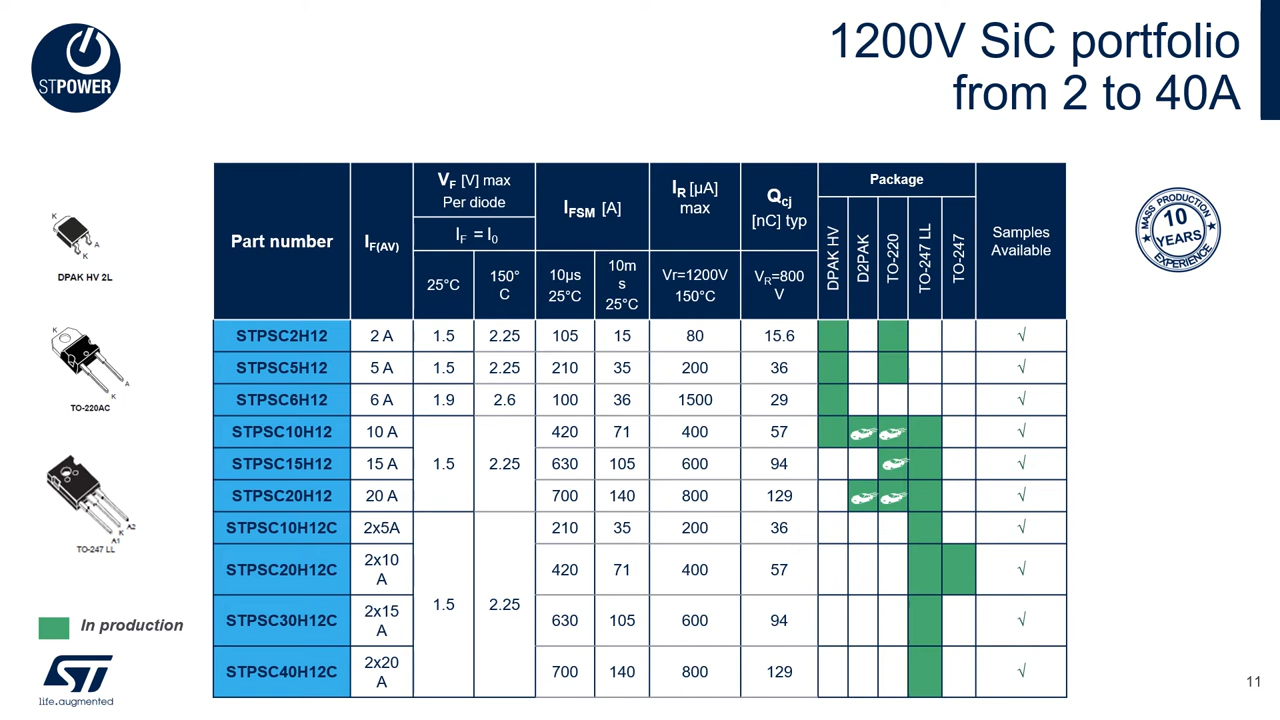 1200V SiC portfolio
from 2 to 40A
STPOWER
K
A
K
DPAK HV 2L
K
A
K
TO-220AC
A2
K
A1
TO-247 LL
In production
ST
life.augmented
MASS PRODUCTION
10
YEARS
EXPERIENCE
Part number IF(AV) VF [V] max Per diode IFSM [A] IR [µA] max Qcj [nC] typ Package Samples Available
IF = I0
25°C 150°C 10µs 25°C 10ms 25°C Vr=1200V 150°C VR=800 V DPAK HV D2PAK TO-220 TO-247 LL TO-247
STPSC2H12 2 A 1.5 2.25 105 15 80 15.6 √
STPSC5H12 5 A 1.5 2.25 210 35 200 36 √
STPSC6H12 6 A 1.9 2.6 100 36 1500 29 √
STPSC10H12 10 A 420 71 400 57 √
STPSC15H12 15 A 1.5 2.25 630 105 600 94 √
STPSC20H12 20 A 700 140 800 129 √
STPSC10H12C 2x5A 210 35 200 36 √
STPSC20H12C 2x10 A 420 71 400 57 √
1.5 2.25
STPSC30H12C 2x15 A 630 105 600 94 √
STPSC40H12C 2x20 A 700 140 800 129 √
11